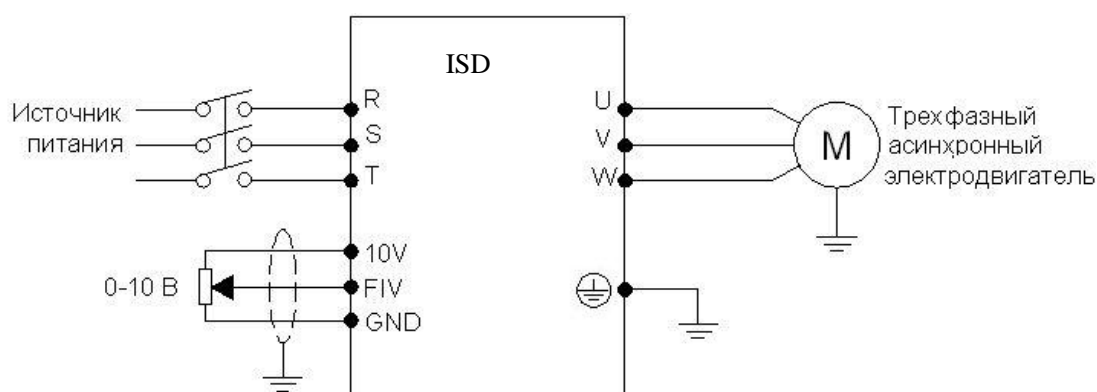 ISD
Источник
питания
R
S
T
U
V
W
M
Трехфазный
асинхронный
электродвигатель
0-10 В
10V
FIV
GND